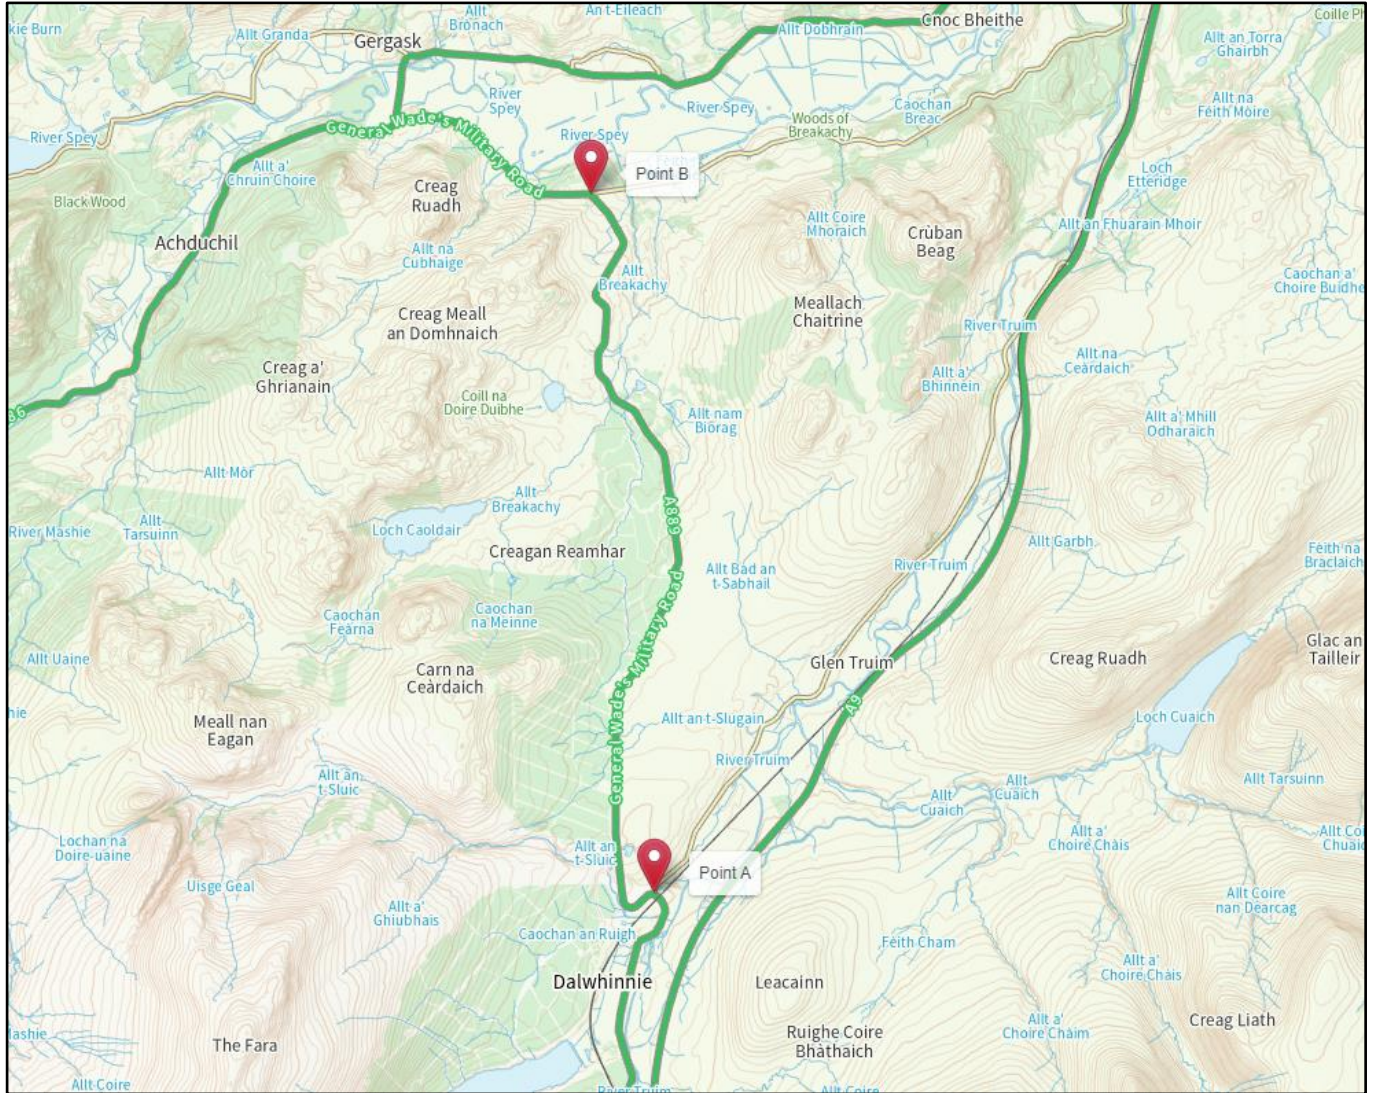 kie Burn
Allt Granda
Allt
Brònach
An t-Eileach
Allt Dobhrain
Cnoc Bheithe
Coille Ph
Gergask
Allt an Torra
Ghairbh
River
Spey
River Spey
Caochan
Breac
Allt na
Fèith Mòire
River Spey
General Wade's Military Road
River Spey
Woods of
Breakachy
Allt a'
Chruin Choire
Point B
Loch
Etteridge
Black Wood
Creag
Ruadh
Allt Coire
Mhoraich
Allt an Fhuarain Mhoir
Achduchil
Allt na
Cubhaige
Crùban
Beag
Allt
Breakachy
Caochan a'
Choire Buidhe
Creag Meall
an Domhnaich
Meallach
Chaitrine
River Truim
Creag a'
Ghrianain
Allt a'
Bhinnein
Allt na
Ceàrdaich
86
Coill na
Doire Duibhe
Allt nam
Biorag
Allt a' Mhill
Odharaich
Allt Mòr
Allt
Breakachy
A889
River Mashie
Allt
Tarsuinn
Loch Caoldair
Creagan Reamhar
Allt Garbh
Fèith na
Braclaich
Allt Bad an
t-Sabhail
River Truim
Caochan
Feàrna
Caochan
na Meinne
General Wade's Military Road
Allt Uaine
Carn na
Ceàrdaich
Glen Truim
Creag Ruadh
Glac an
Tailleir
hie
Meall nan
Eagan
Allt an t-Slugain
A9
Loch Cuaich
River Truim
Allt an
t-Sluic
Allt
Cuaich
Allt
Cuaich
Allt Tarsuinn
Lochan na
Doire-uaine
Allt an
t-Sluic
Allt a'
Choire Chàis
Allt Coi
Chuaic
Uisge Geal
Point A
Allt a'
Ghiubhais
Allt Coire
nan Dearcag
Caochan an Ruigh
Fèith Cham
Allt a'
Choire Chàis
Dalwhinnie
Leacainn
Mashie
The Fara
Ruighe Coire
Bhàthaich
Allt a'
Choire Chàim
Creag Liath
Allt Coire
River Truim
Allt Coire